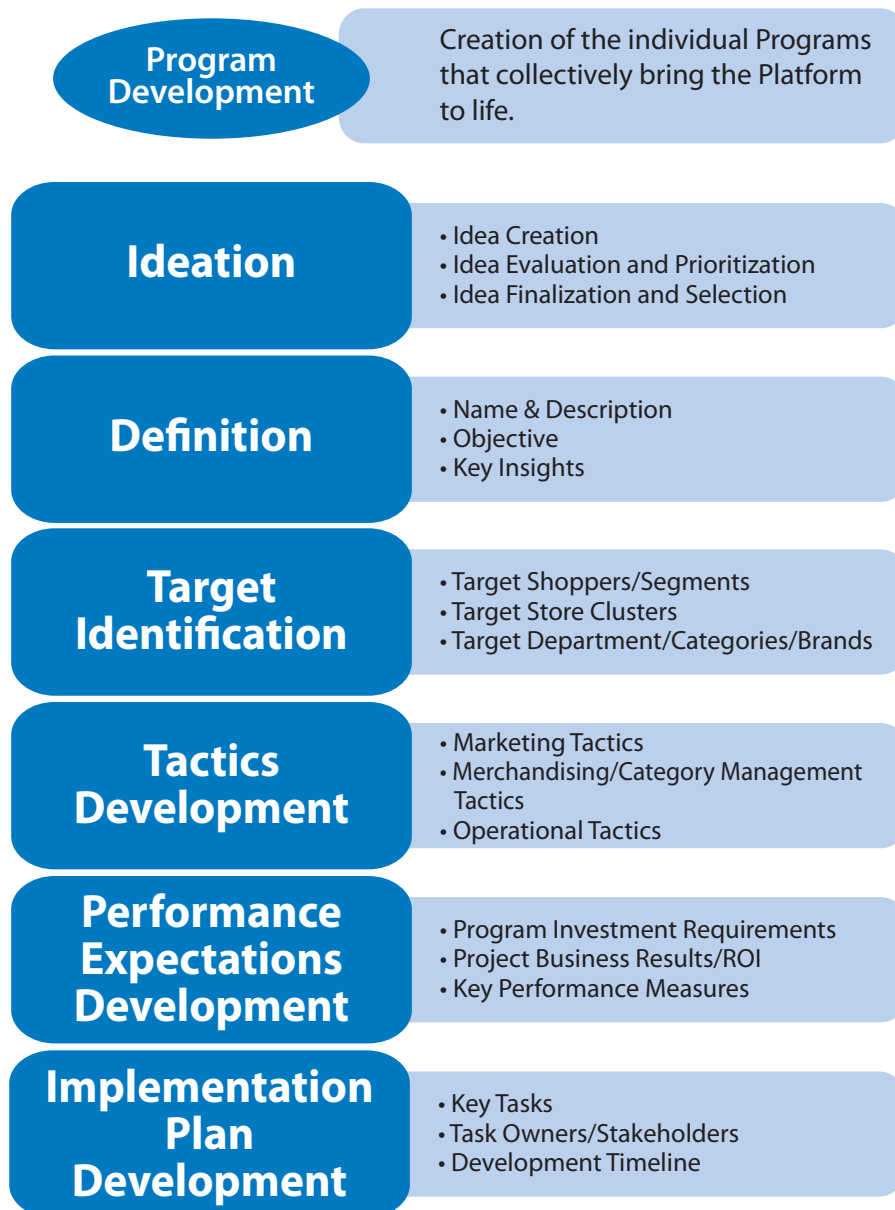 Program
Development
Creation of the individual Programs
that collectively bring the Platform
to life.
Ideation
• Idea Creation
• Idea Evaluation and Prioritization
• Idea Finalization and Selection
Definition
• Name & Description
• Objective
• Key Insights
Target
Identification
• Target Shoppers/Segments
• Target Store Clusters
• Target Department/Categories/Brands
Tactics
Development
• Marketing Tactics
• Merchandising/Category Management
Tactics
• Operational Tactics
Performance
Expectations
Development
• Program Investment Requirements
• Project Business Results/ROI
• Key Performance Measures
Implementation
Plan
Development
• Key Tasks
• Task Owners/Stakeholders
• Development Timeline